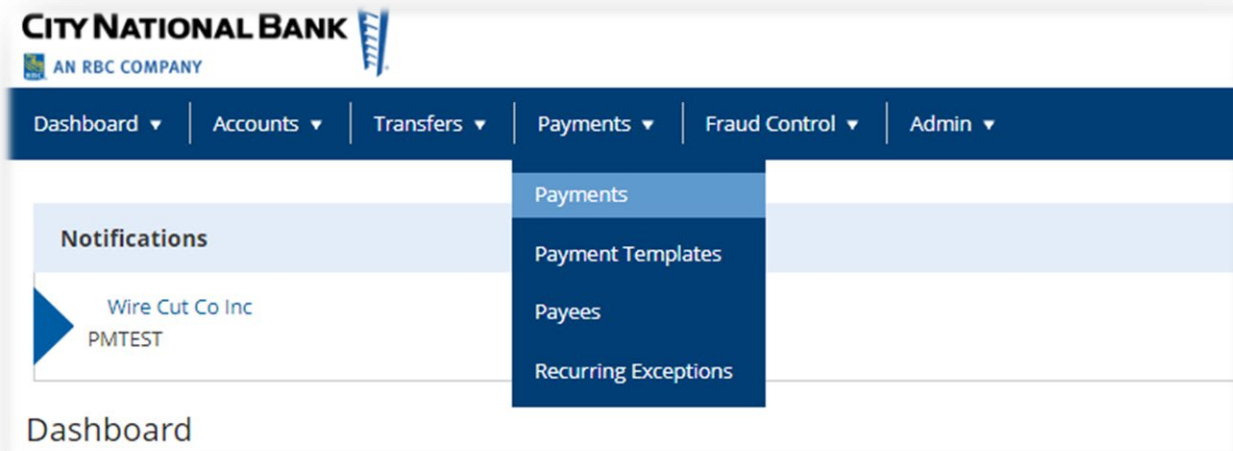 CITY NATIONAL BANK
RBC AN RBC COMPANY
Dashboard ▼ Accounts ▼ Transfers ▼ Payments ▼ Fraud Control ▼ Admin ▼
Payments
Notifications
Payment Templates
Wire Cut Co Inc
Payees
PMTEST
Recurring Exceptions
Dashboard